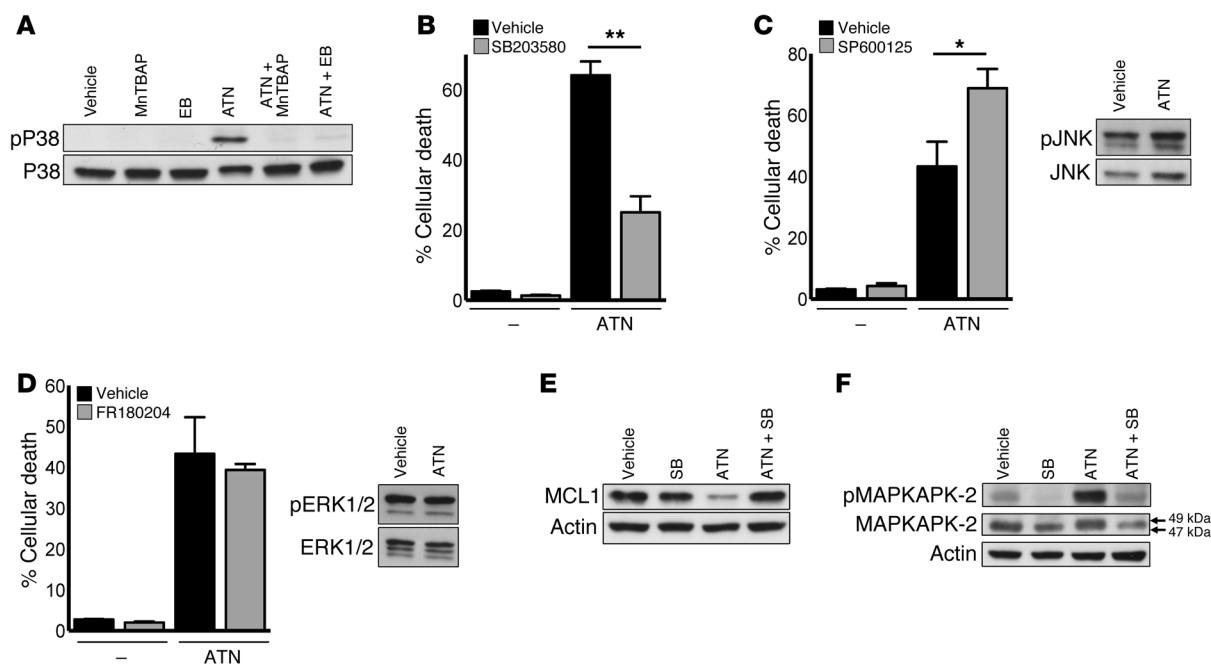 A
Vehicle
MnTBAP
EB
ATN
ATN +
MnTBAP
ATN + EB
pP38
P38
B
Vehicle
SB203580
**
% Cellular death
60
40
20
0
–
ATN
C
Vehicle
SP600125
*
% Cellular death
80
60
40
20
0
–
ATN
Vehicle
ATN
pJNK
JNK
D
Vehicle
FR180204
% Cellular death
60
50
40
30
20
10
0
–
ATN
Vehicle
ATN
pERK1/2
ERK1/2
E
Vehicle
SB
ATN
ATN + SB
MCL1
Actin
F
Vehicle
SB
ATN
ATN + SB
pMAPKAPK-2
MAPKAPK-2
49 kDa
47 kDa
Actin